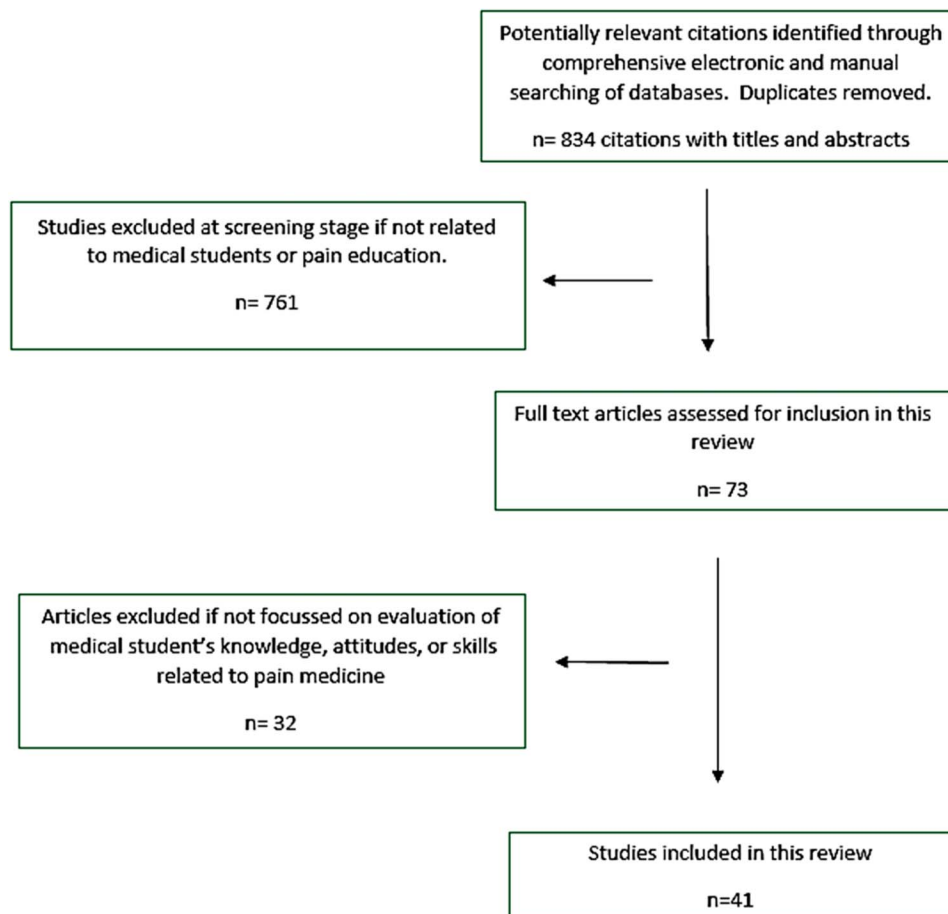 Potentially relevant citations identified through
comprehensive electronic and manual
searching of databases.  Duplicates removed.
n= 834 citations with titles and abstracts
Studies excluded at screening stage if not related
to medical students or pain education.
n= 761
Full text articles assessed for inclusion in this
review
n= 73
Articles excluded if not focussed on evaluation of
medical student’s knowledge, attitudes, or skills
related to pain medicine
n= 32
Studies included in this review
n=41